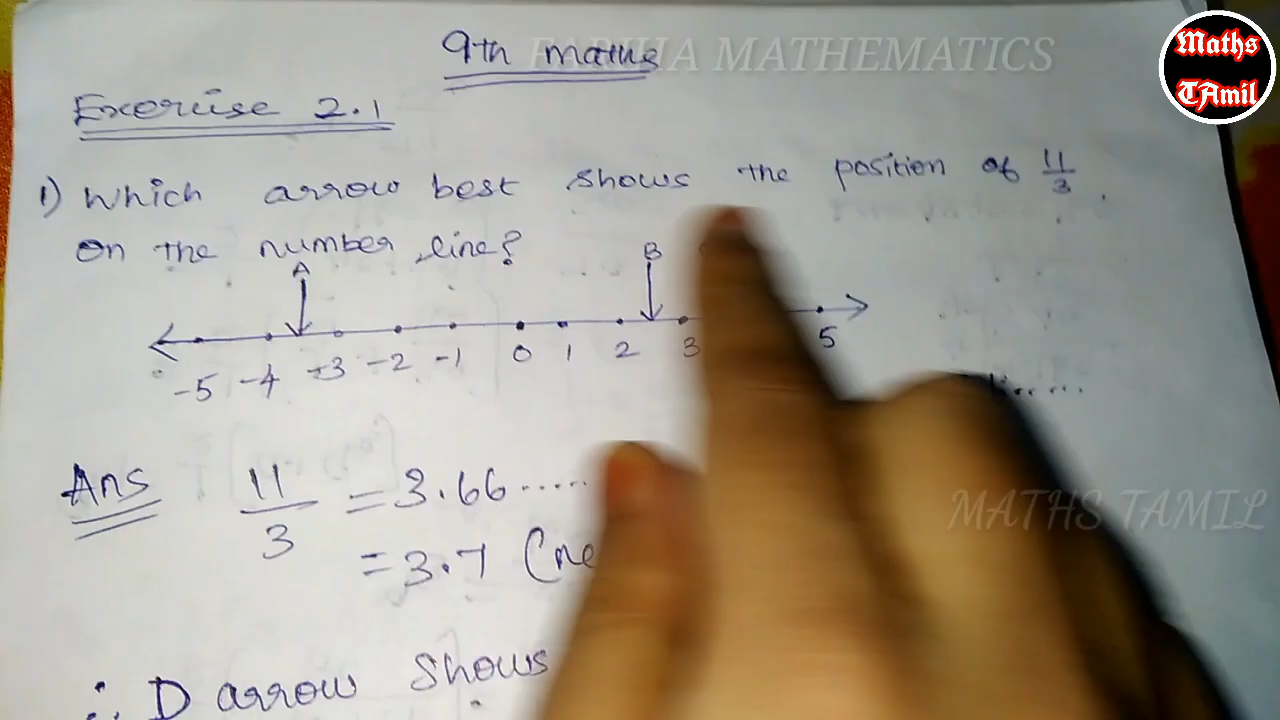 9th maths
FARIHA MATHEMATICS
Maths
TAmil
Exercise 2.1
1) Which arrow best shows the position of 11/3
on the number line?
A B
-5 -4 -3 -2 -1 0 1 2 3 5
Ans 11/3 = 3.66.....
MATHS TAMIL
= 3.7 (ne
∴ D arrow shows